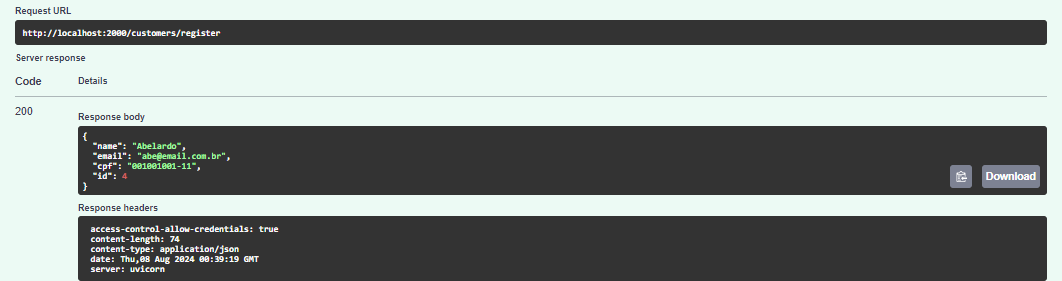 Request URL
http://localhost:2000/customers/register
Server response
Code Details
200
Response body
{
"name": "Abelardo",
"email": "abe@email.com.br",
"cpf": "001001001-11",
"id": 4
}
Download
Response headers
access-control-allow-credentials: true
content-length: 74
content-type: application/json
date: Thu,08 Aug 2024 00:39:19 GMT
server: uvicorn